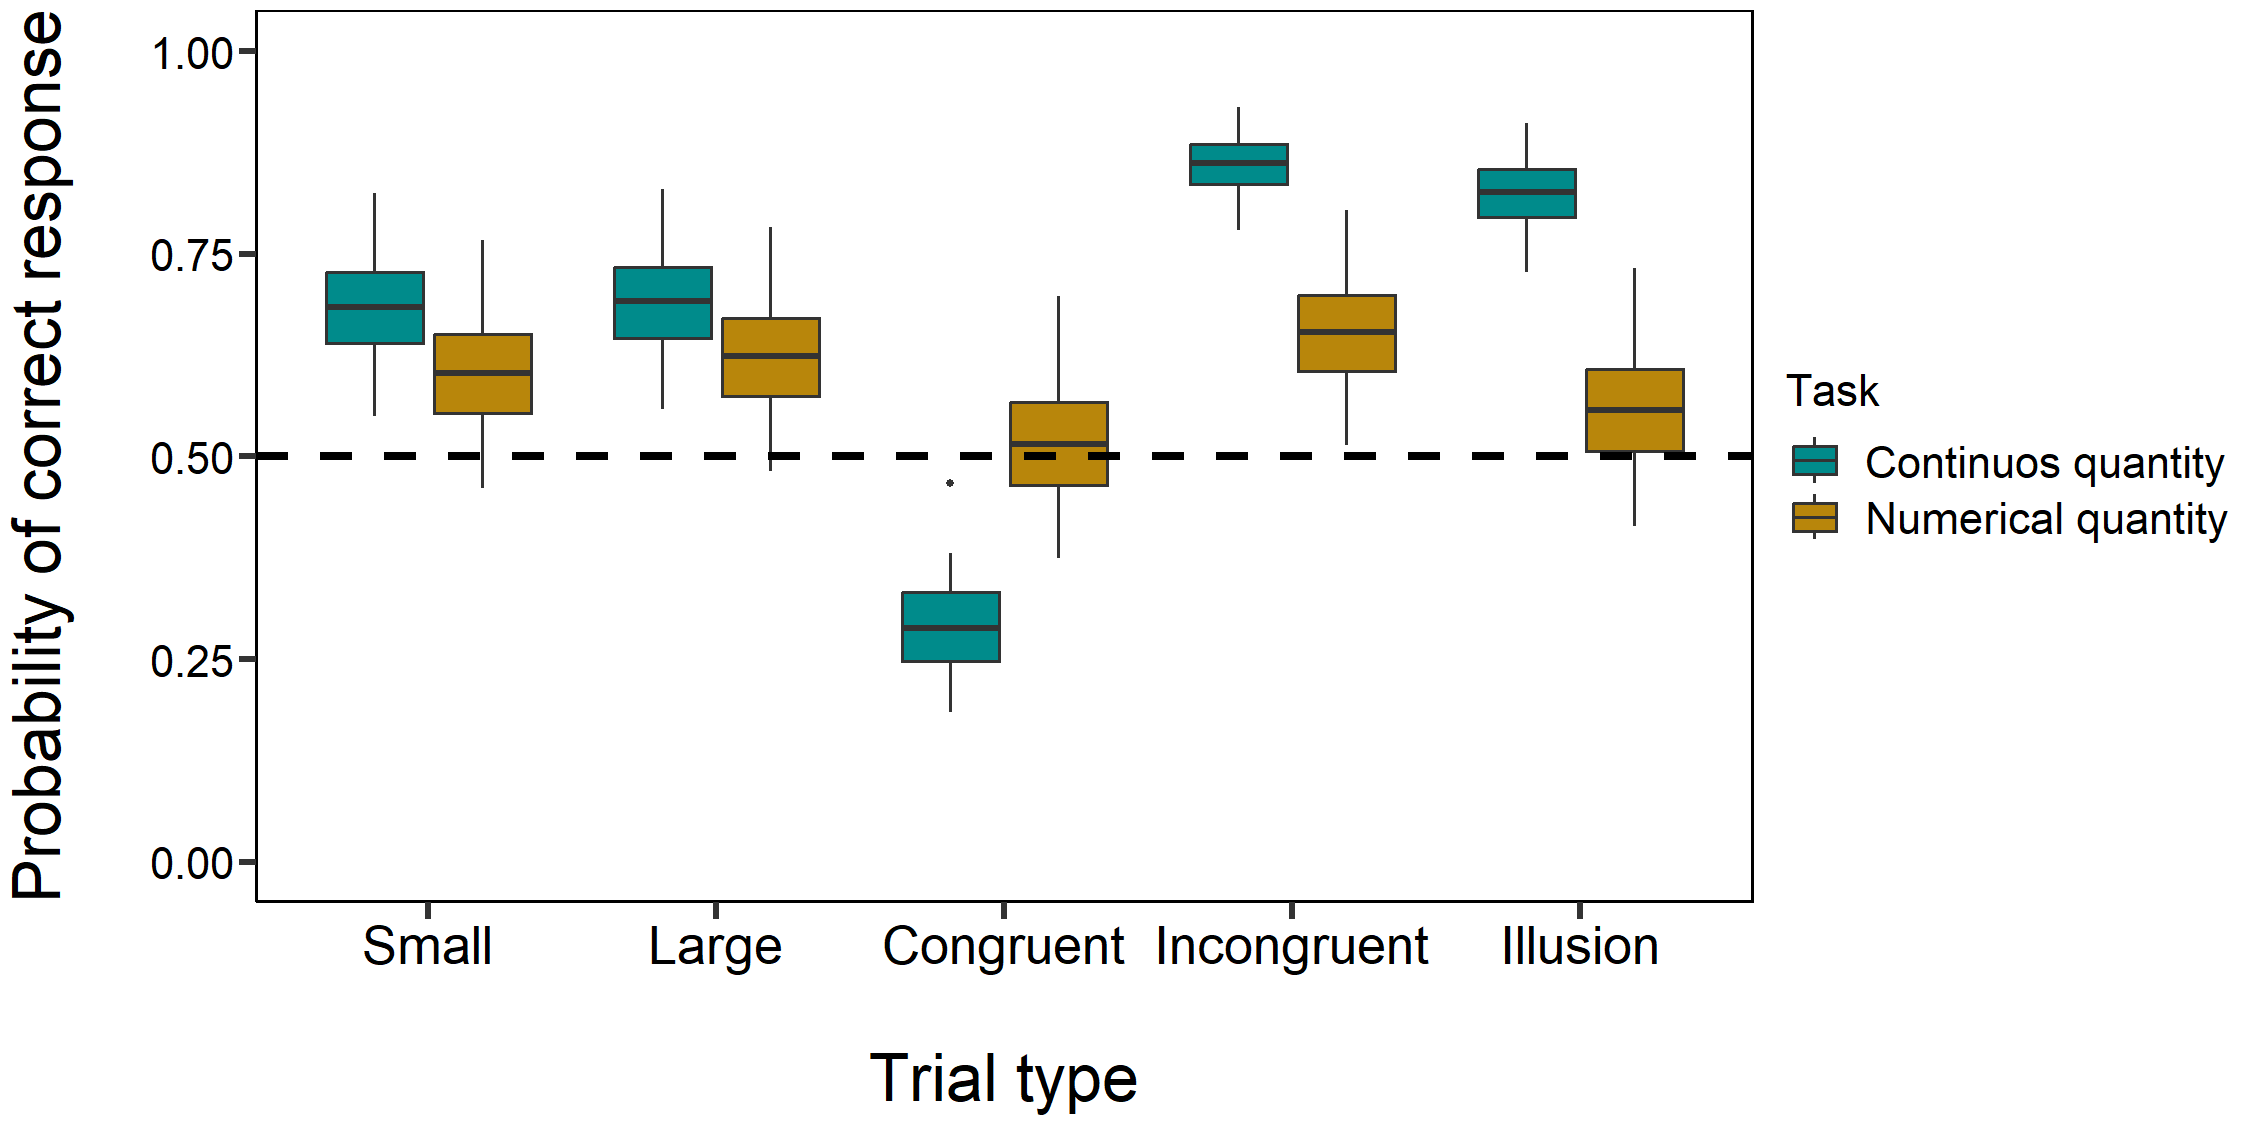 Probability of correct response
1.00
0.75
0.50
0.25
0.00
Small
Large
Congruent
Incongruent
Illusion
Trial type
Task
Continuos quantity
Numerical quantity